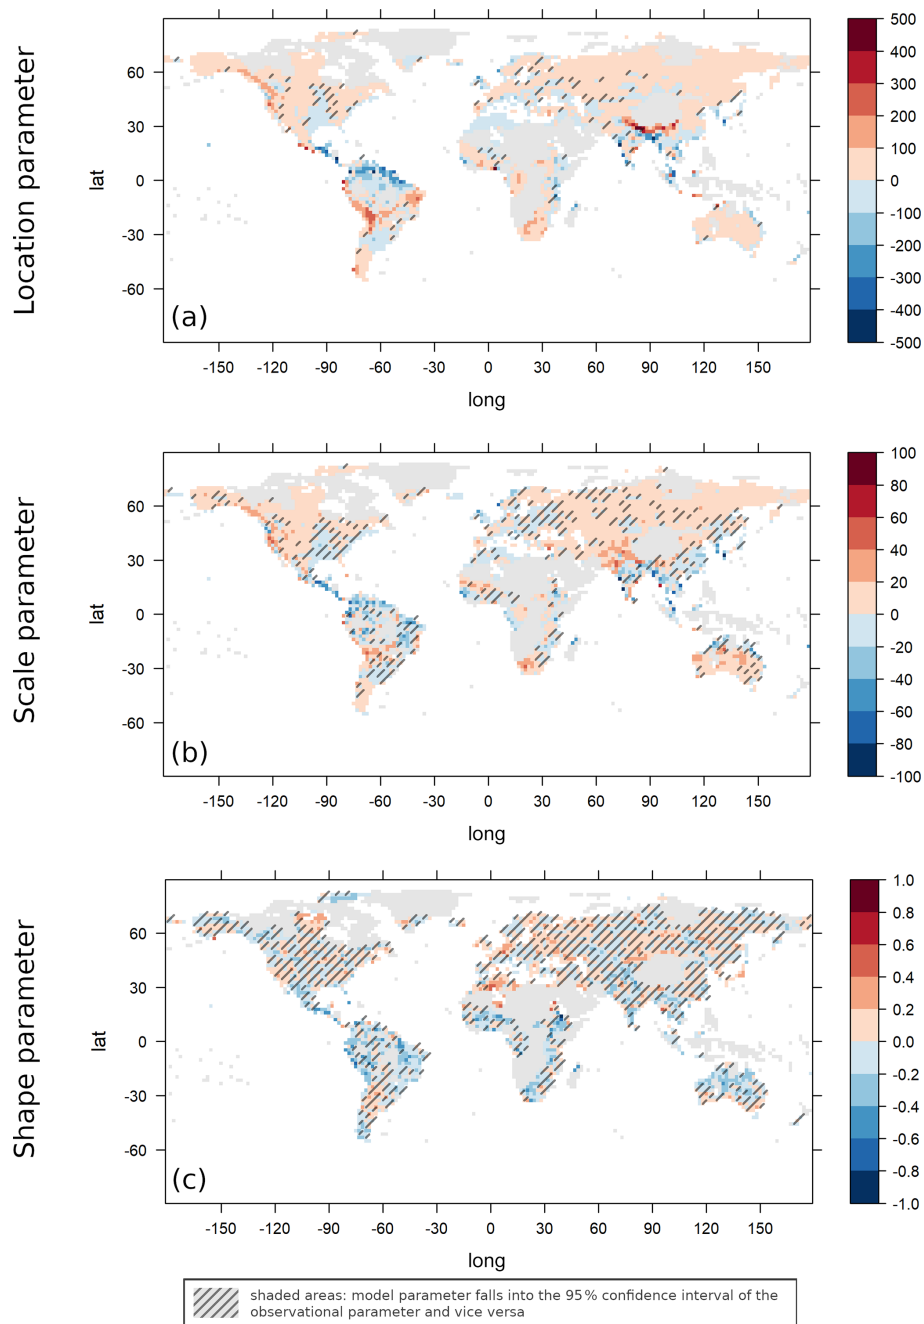 Location parameter
lat
60
30
0
-30
-60
(a)
-150 -120 -90 -60 -30 0 30 60 90 120 150
long
500
400
300
200
100
0
-100
-200
-300
-400
-500
Scale parameter
lat
60
30
0
-30
-60
(b)
-150 -120 -90 -60 -30 0 30 60 90 120 150
long
100
80
60
40
20
0
-20
-40
-60
-80
-100
Shape parameter
lat
60
30
0
-30
-60
(c)
-150 -120 -90 -60 -30 0 30 60 90 120 150
long
1.0
0.8
0.6
0.4
0.2
0.0
-0.2
-0.4
-0.6
-0.8
-1.0
shaded areas: model parameter falls into the 95% confidence interval of the
observational parameter and vice versa